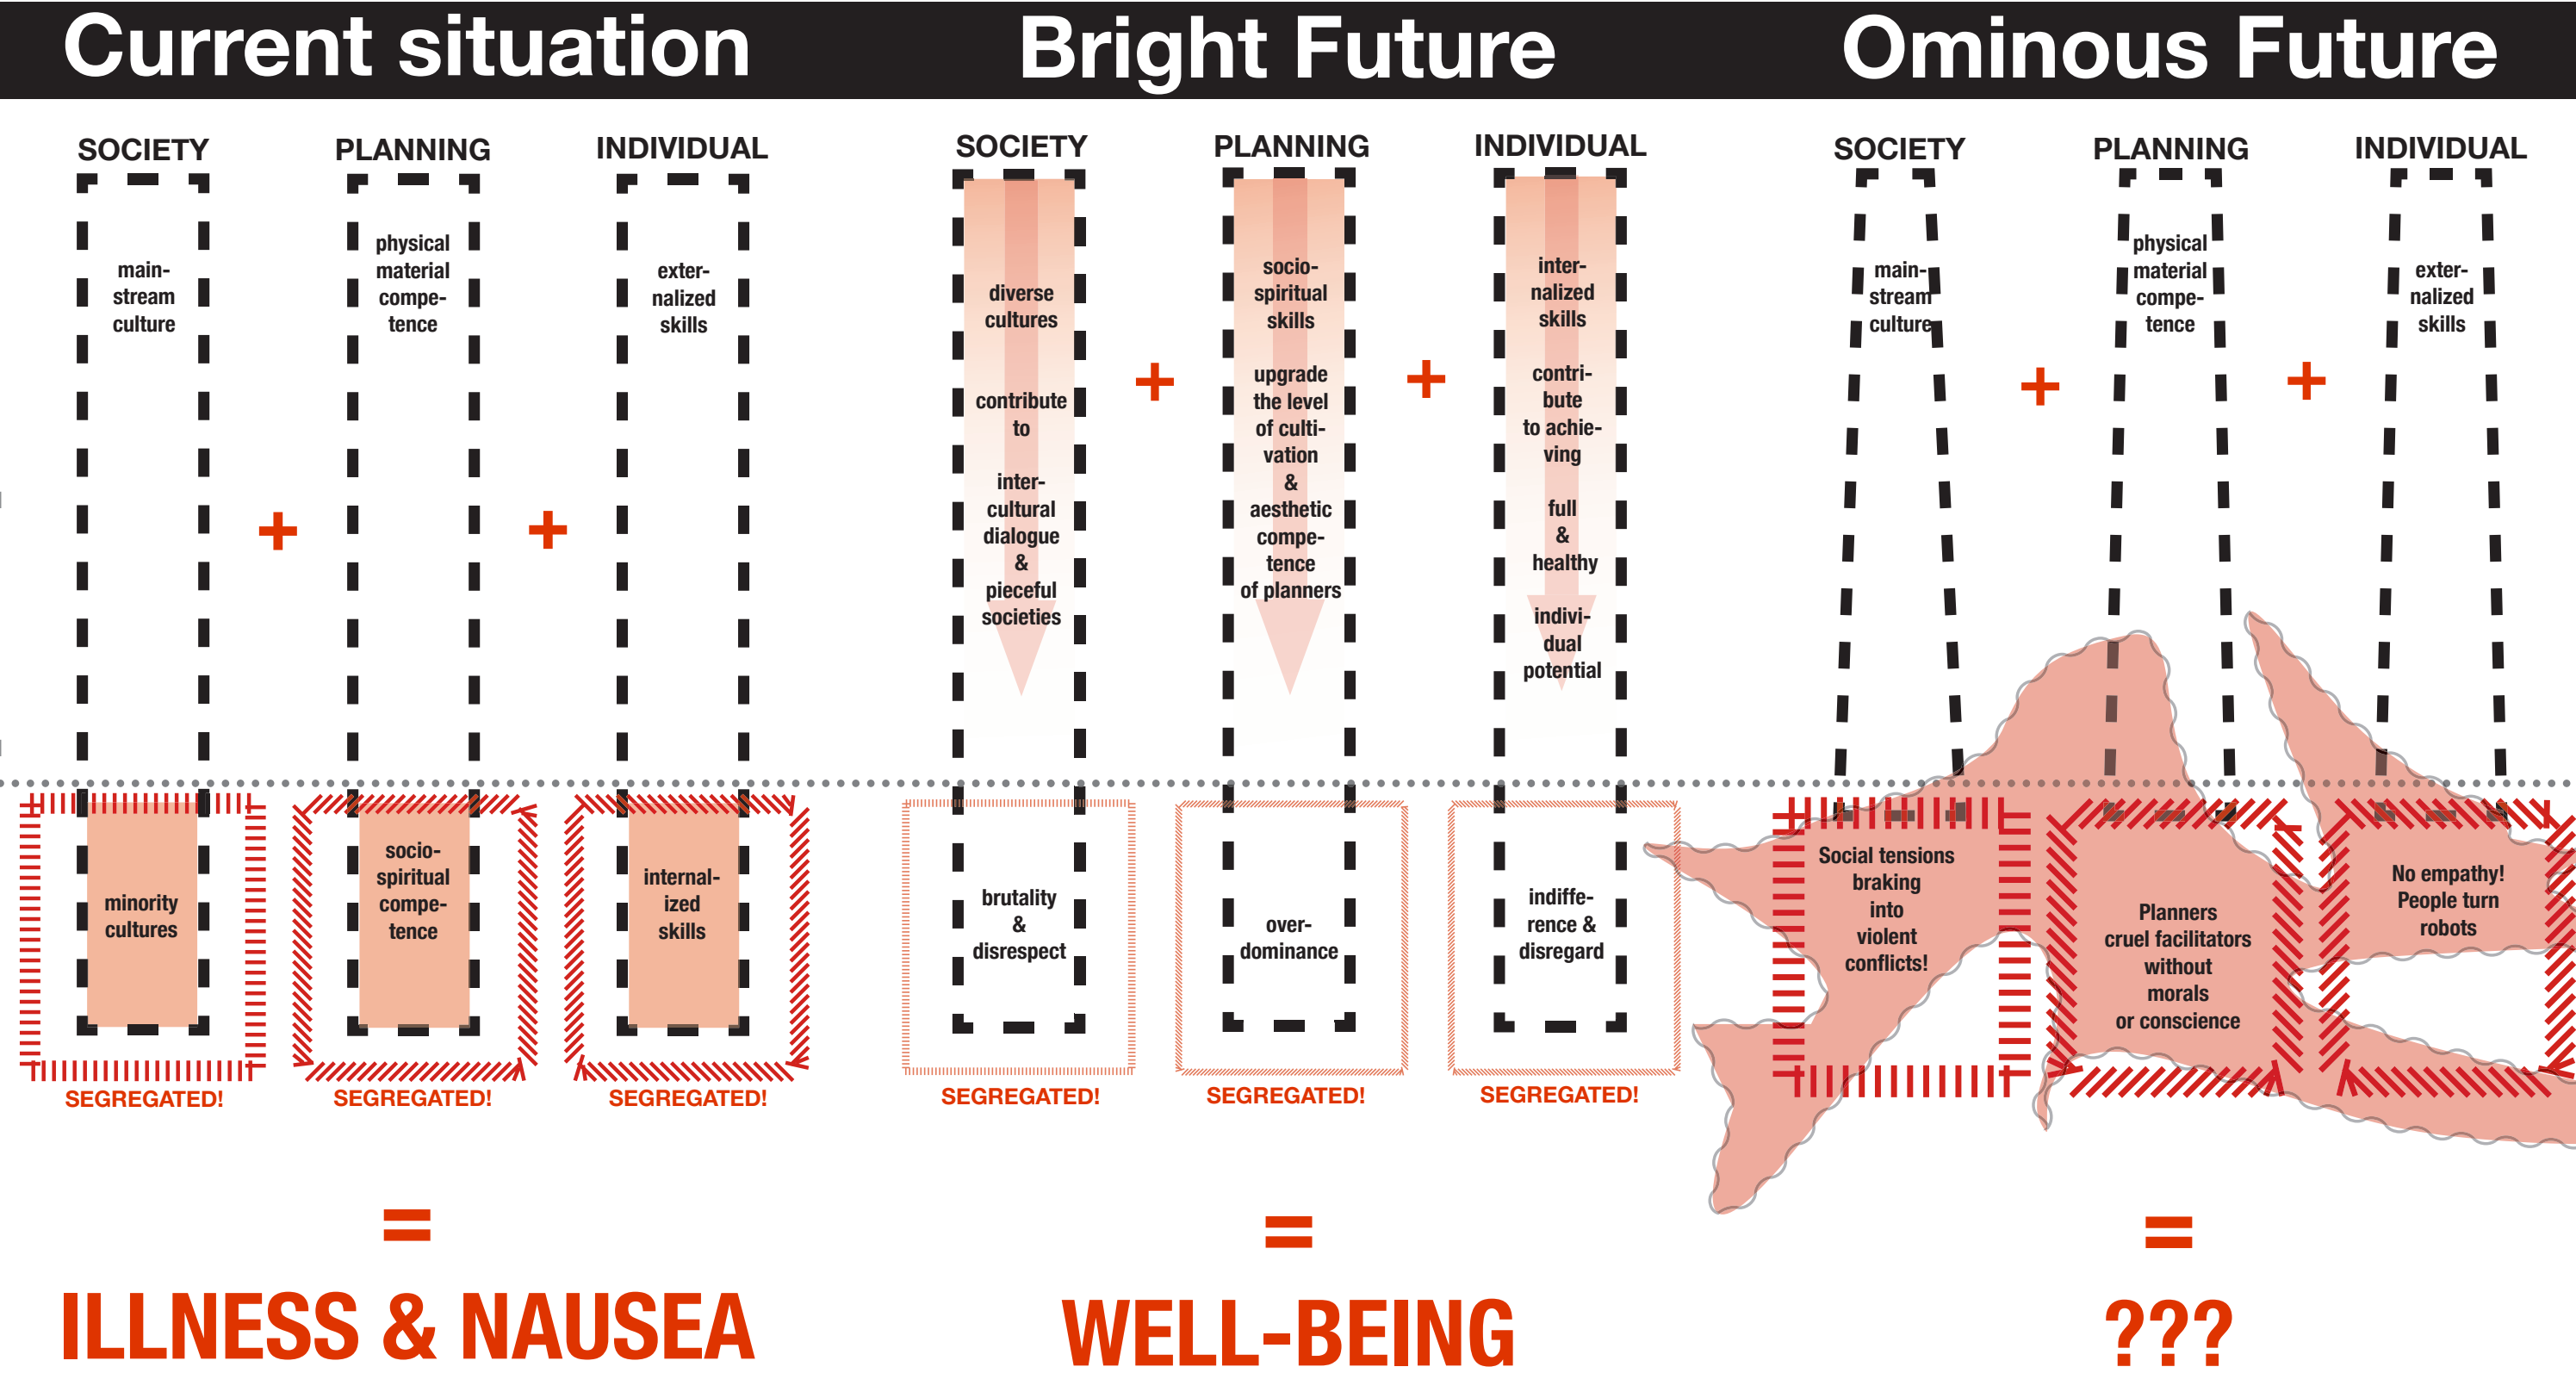 Current situation
SOCIETY
main-
stream
culture
+
PLANNING
physical
material
compe-
tence
+
INDIVIDUAL
exter-
nalized
skills
minority
cultures
SEGREGATED!
socio-
spiritual
compe-
tence
SEGREGATED!
internal-
ized
skills
SEGREGATED!
=
ILLNESS & NAUSEA
Bright Future
SOCIETY
diverse
cultures
contribute
to
inter-
cultural
dialogue
&
pieceful
societies
+
PLANNING
socio-
spiritual
skills
upgrade
the level
of culti-
vation
&
aesthetic
compe-
tence
of planners
+
INDIVIDUAL
inter-
nalized
skills
contri-
bute
to achie-
ving
full
&
healthy
indivi-
dual
potential
brutality
&
disrespect
SEGREGATED!
over-
dominance
SEGREGATED!
indiffe-
rence &
disregard
SEGREGATED!
=
WELL-BEING
Ominous Future
SOCIETY
main-
stream
culture
+
PLANNING
physical
material
compe-
tence
+
INDIVIDUAL
exter-
nalized
skills
Social tensions
braking
into
violent
conflicts!
Planners
cruel facilitators
without
morals
or conscience
No empathy!
People turn
robots
=
???